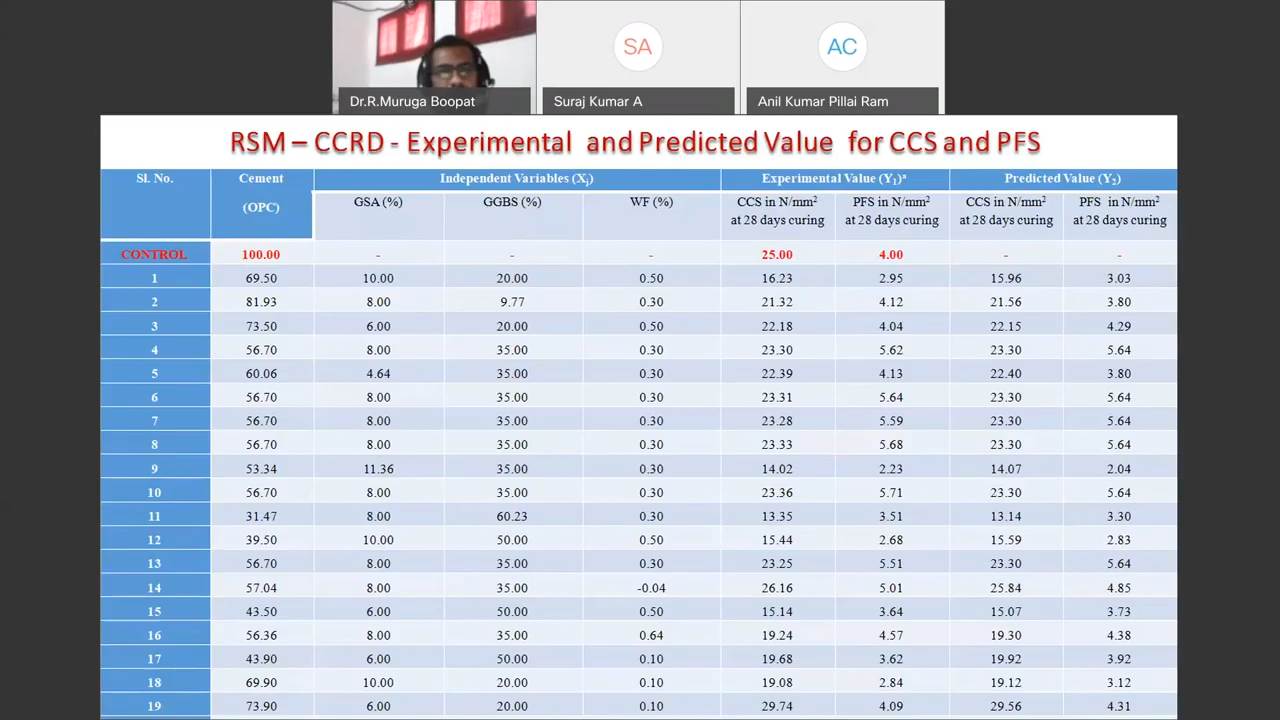 SA
AC
Dr.R.Muruga Boopat
Suraj Kumar A
Anil Kumar Pillai Ram
RSM – CCRD - Experimental and Predicted Value for CCS and PFS
Sl. No. Cement (OPC) Independent Variables (Xj) Experimental Value (Y1)a Predicted Value (Y2)
GSA (%) GGBS (%) WF (%) CCS in N/mm2 at 28 days curing PFS in N/mm2 at 28 days curing CCS in N/mm2 at 28 days curing PFS in N/mm2 at 28 days curing
CONTROL 100.00 - - - 25.00 4.00 - -
1 69.50 10.00 20.00 0.50 16.23 2.95 15.96 3.03
2 81.93 8.00 9.77 0.30 21.32 4.12 21.56 3.80
3 73.50 6.00 20.00 0.50 22.18 4.04 22.15 4.29
4 56.70 8.00 35.00 0.30 23.30 5.62 23.30 5.64
5 60.06 4.64 35.00 0.30 22.39 4.13 22.40 3.80
6 56.70 8.00 35.00 0.30 23.31 5.64 23.30 5.64
7 56.70 8.00 35.00 0.30 23.28 5.59 23.30 5.64
8 56.70 8.00 35.00 0.30 23.33 5.68 23.30 5.64
9 53.34 11.36 35.00 0.30 14.02 2.23 14.07 2.04
10 56.70 8.00 35.00 0.30 23.36 5.71 23.30 5.64
11 31.47 8.00 60.23 0.30 13.35 3.51 13.14 3.30
12 39.50 10.00 50.00 0.50 15.44 2.68 15.59 2.83
13 56.70 8.00 35.00 0.30 23.25 5.51 23.30 5.64
14 57.04 8.00 35.00 -0.04 26.16 5.01 25.84 4.85
15 43.50 6.00 50.00 0.50 15.14 3.64 15.07 3.73
16 56.36 8.00 35.00 0.64 19.24 4.57 19.30 4.38
17 43.90 6.00 50.00 0.10 19.68 3.62 19.92 3.92
18 69.90 10.00 20.00 0.10 19.08 2.84 19.12 3.12
19 73.90 6.00 20.00 0.10 29.74 4.09 29.56 4.31